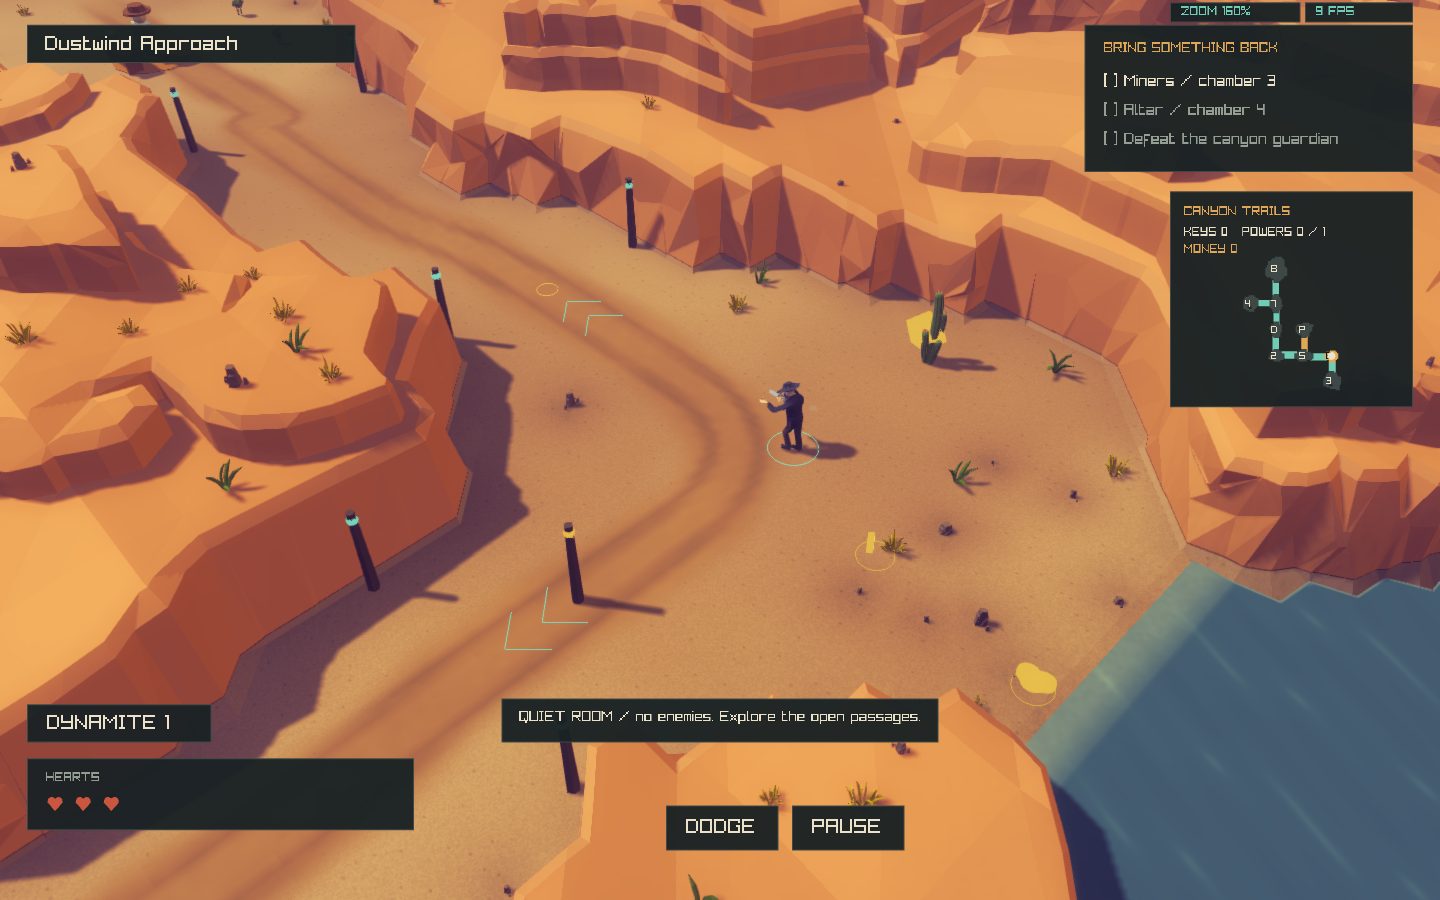 Dustwind Approach
ZOOM 160%
9 FPS
BRING SOMETHING BACK
[ ] Miners / chamber 3
[ ] Altar / chamber 4
[ ] Defeat the canyon guardian
CANYON TRAILS
KEYS 0 POWERS 0 / 1
MONEY 0
B
4 7
D P
2 5
3
QUIET ROOM / no enemies. Explore the open passages.
DYNAMITE 1
HEARTS
DODGE
PAUSE